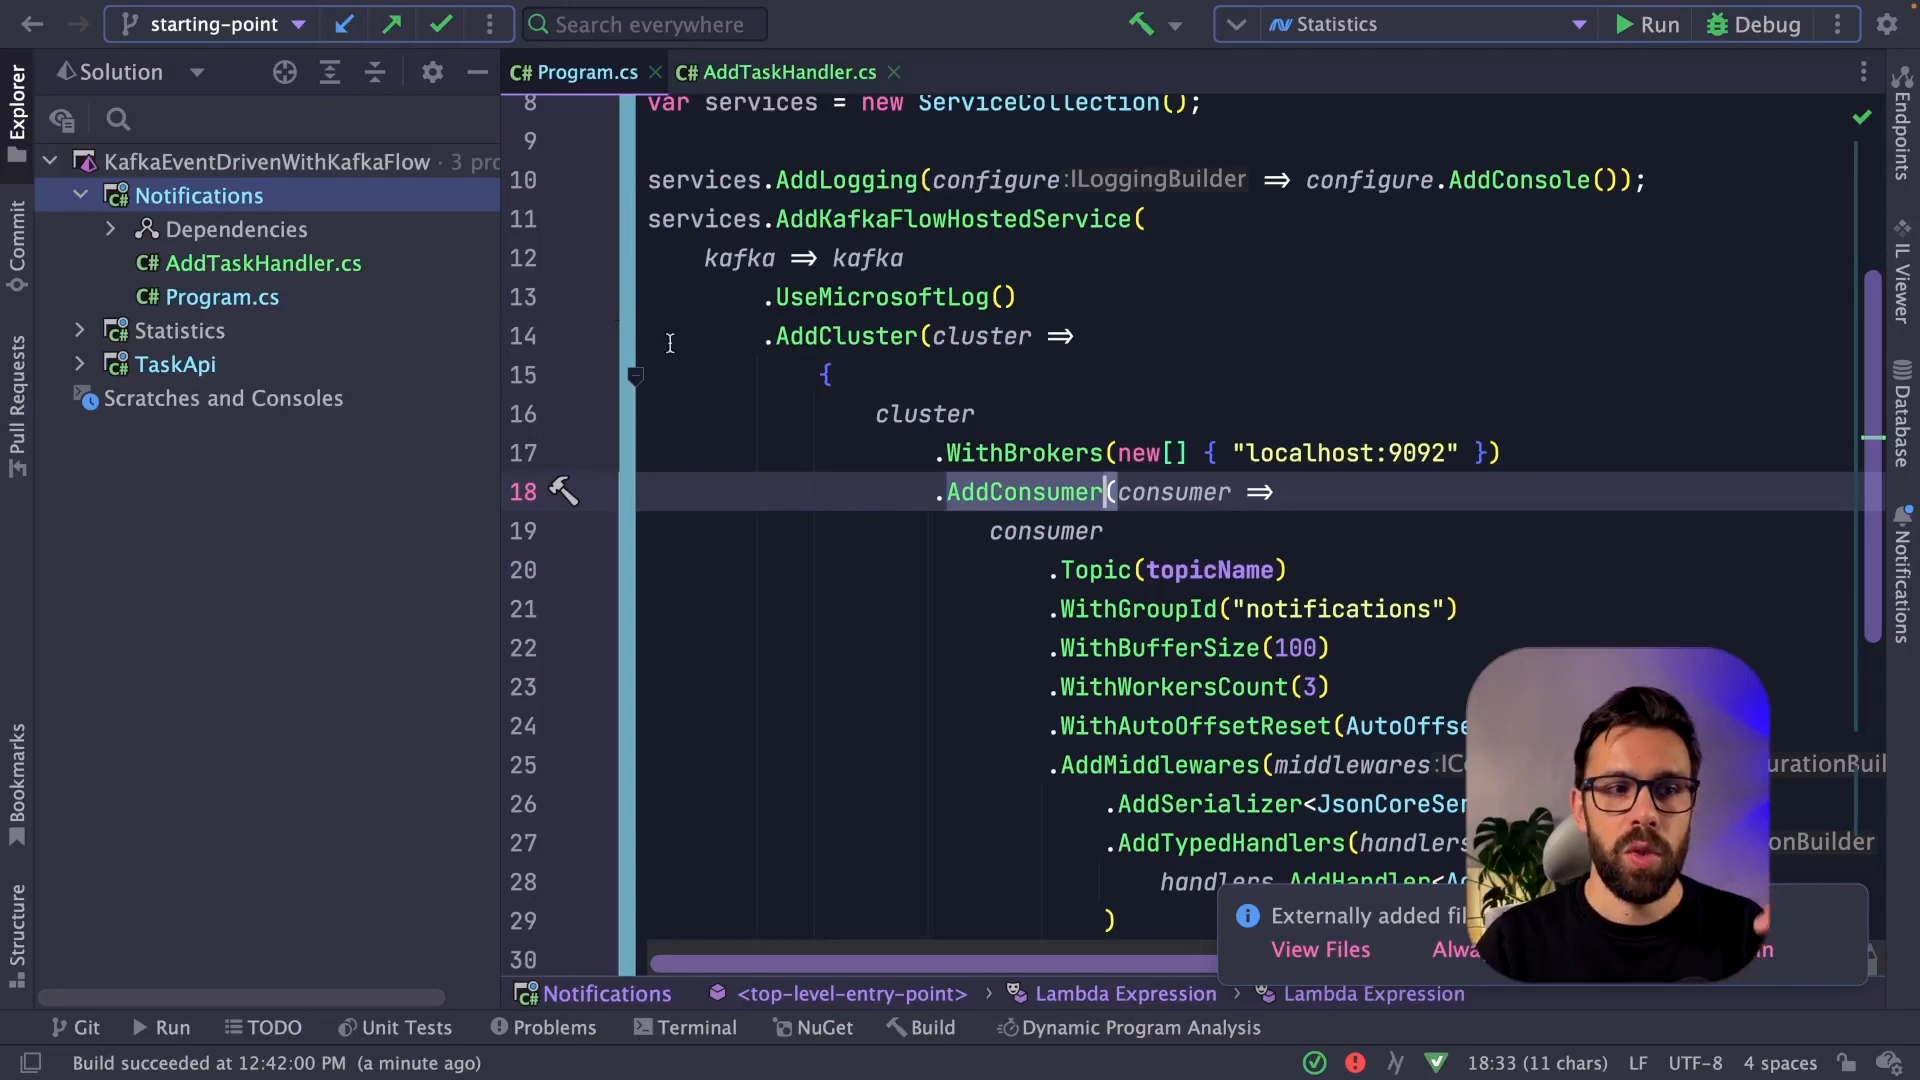 starting-point
Search everywhere
Statistics
Run
Debug
Solution
C# Program.cs
C# AddTaskHandler.cs
Explorer
Commit
Pull Requests
Bookmarks
Structure
KafkaEventDrivenWithKafkaFlow · 3 pro
Notifications
Dependencies
C# AddTaskHandler.cs
C# Program.cs
Statistics
TaskApi
Scratches and Consoles
8 var services = new ServiceCollection();
9
10 services.AddLogging(configure:ILoggingBuilder => configure.AddConsole());
11 services.AddKafkaFlowHostedService(
12 kafka => kafka
13 .UseMicrosoftLog()
14 .AddCluster(cluster =>
15 {
16 cluster
17 .WithBrokers(new[] { "localhost:9092" })
18 .AddConsumer(consumer =>
19 consumer
20 .Topic(topicName)
21 .WithGroupId("notifications")
22 .WithBufferSize(100)
23 .WithWorkersCount(3)
24 .WithAutoOffsetReset(AutoOffse
25 .AddMiddlewares(middlewares:ICo urationBuil
26 .AddSerializer<JsonCoreSer
27 .AddTypedHandlers(handlers onBuilder
28 handlers.AddHandler<Ad
29 )
30
Endpoints
IL Viewer
Database
Notifications
Externally added fil
View Files Alwa n
Notifications <top-level-entry-point> › Lambda Expression › Lambda Expression
Git Run TODO Unit Tests Problems Terminal NuGet Build Dynamic Program Analysis
Build succeeded at 12:42:00 PM (a minute ago) 18:33 (11 chars) LF UTF-8 4 spaces